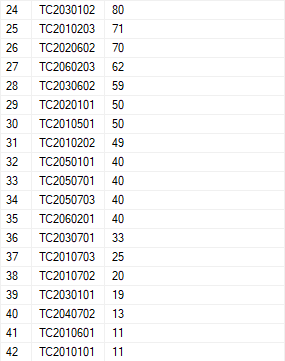 24 TC2030102 80
25 TC2010203 71
26 TC2020602 70
27 TC2060203 62
28 TC2030602 59
29 TC2020101 50
30 TC2010501 50
31 TC2010202 49
32 TC2050101 40
33 TC2050701 40
34 TC2050703 40
35 TC2060201 40
36 TC2030701 33
37 TC2010703 25
38 TC2010702 20
39 TC2030101 19
40 TC2040702 13
41 TC2010601 11
42 TC2010101 11